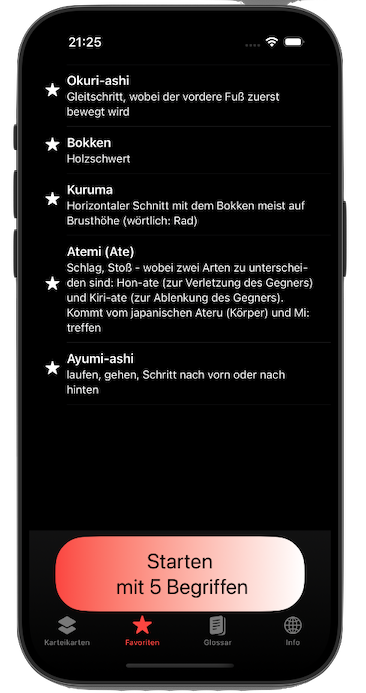 21:25
Okuri-ashi
Gleitschritt, wobei der vordere Fuß zuerst
bewegt wird
Bokken
Holzschwert
Kuruma
Horizontaler Schnitt mit dem Bokken meist auf
Brusthöhe (wörtlich: Rad)
Atemi (Ate)
Schlag, Stoß - wobei zwei Arten zu unterschei-
den sind: Hon-ate (zur Verletzung des Gegners)
und Kiri-ate (zur Ablenkung des Gegners).
Kommt vom japanischen Ateru (Körper) und Mi:
treffen
Ayumi-ashi
laufen, gehen, Schritt nach vorn oder nach
hinten
Starten
mit 5 Begriffen
Karteikarten
Favoriten
Glossar
Info